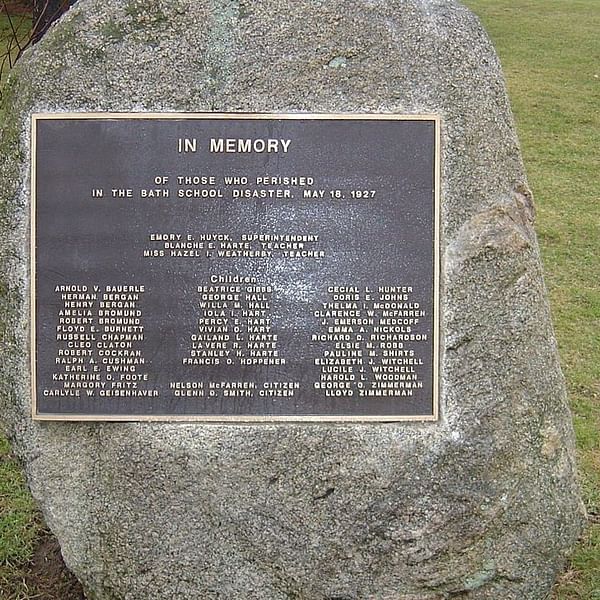 IN MEMORY
OF THOSE WHO PERISHED
IN THE BATH SCHOOL DISASTER, MAY 18, 1927
EMORY E. HUYCK, SUPERINTENDENT
BLANCHE E. HARTE, TEACHER
MISS HAZEL I. WEATHERBY, TEACHER
Children
ARNOLD V. BAUERLE
HERMAN BERGAN
HENRY BERGAN
AMELIA BROMUND
ROBERT BROMUND
FLOYD E. BURNETT
RUSSELL CHAPMAN
CLEO CLATON
ROBERT COCHRAN
RALPH A. CUSHMAN
EARL E. EWING
KATHERINE O. FOOTE
MARGORY FRITZ
CARLYLE W. GEISENHAVER
BEATRICE GIBBS
GEORGE HALL
WILLA M. HALL
IOLA I. HART
PERCY E. HART
VIVIAN O. HART
GAILAND L. HARTE
LAVERE R. HARTE
STANLEY H. HARTE
FRANCIS O. HOPPENER
NELSON McFARREN, CITIZEN
GLENN D. SMITH, CITIZEN
CECIAL L. HUNTER
DORIS E. JOHNS
THELMA I. McDONALD
CLARENCE W. McFARREN
J. EMERSON MEDCOFF
EMMA A. NICKOLS
RICHARD D. RICHARDSON
ELSIE M. ROBB
PAULINE M. SHIRTS
ELIZABETH J. WITCHELL
LUCILE J. WITCHELL
HAROLD L. WOODMAN
GEORGE O. ZIMMERMAN
LLOYD ZIMMERMAN